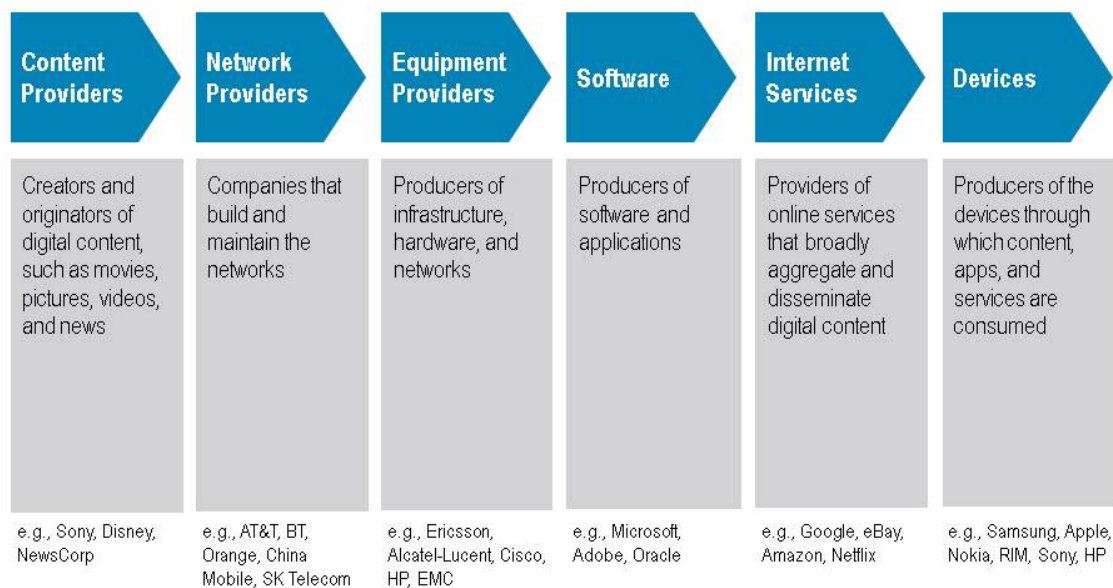 Content
Providers
Network
Providers
Equipment
Providers
Software
Internet
Services
Devices
Creators and
originators of
digital content,
such as movies,
pictures, videos,
and news
Companies that
build and
maintain the
networks
Producers of
infrastructure,
hardware, and
networks
Producers of
software and
applications
Providers of
online services
that broadly
aggregate and
disseminate
digital content
Producers of the
devices through
which content,
apps, and
services are
consumed
e.g., Sony, Disney,
NewsCorp
e.g., AT&T, BT,
Orange, China
Mobile, SK Telecom
e.g., Ericsson,
Alcatel-Lucent, Cisco,
HP, EMC
e.g., Microsoft,
Adobe, Oracle
e.g., Google, eBay,
Amazon, Netflix
e.g., Samsung, Apple,
Nokia, RIM, Sony, HP